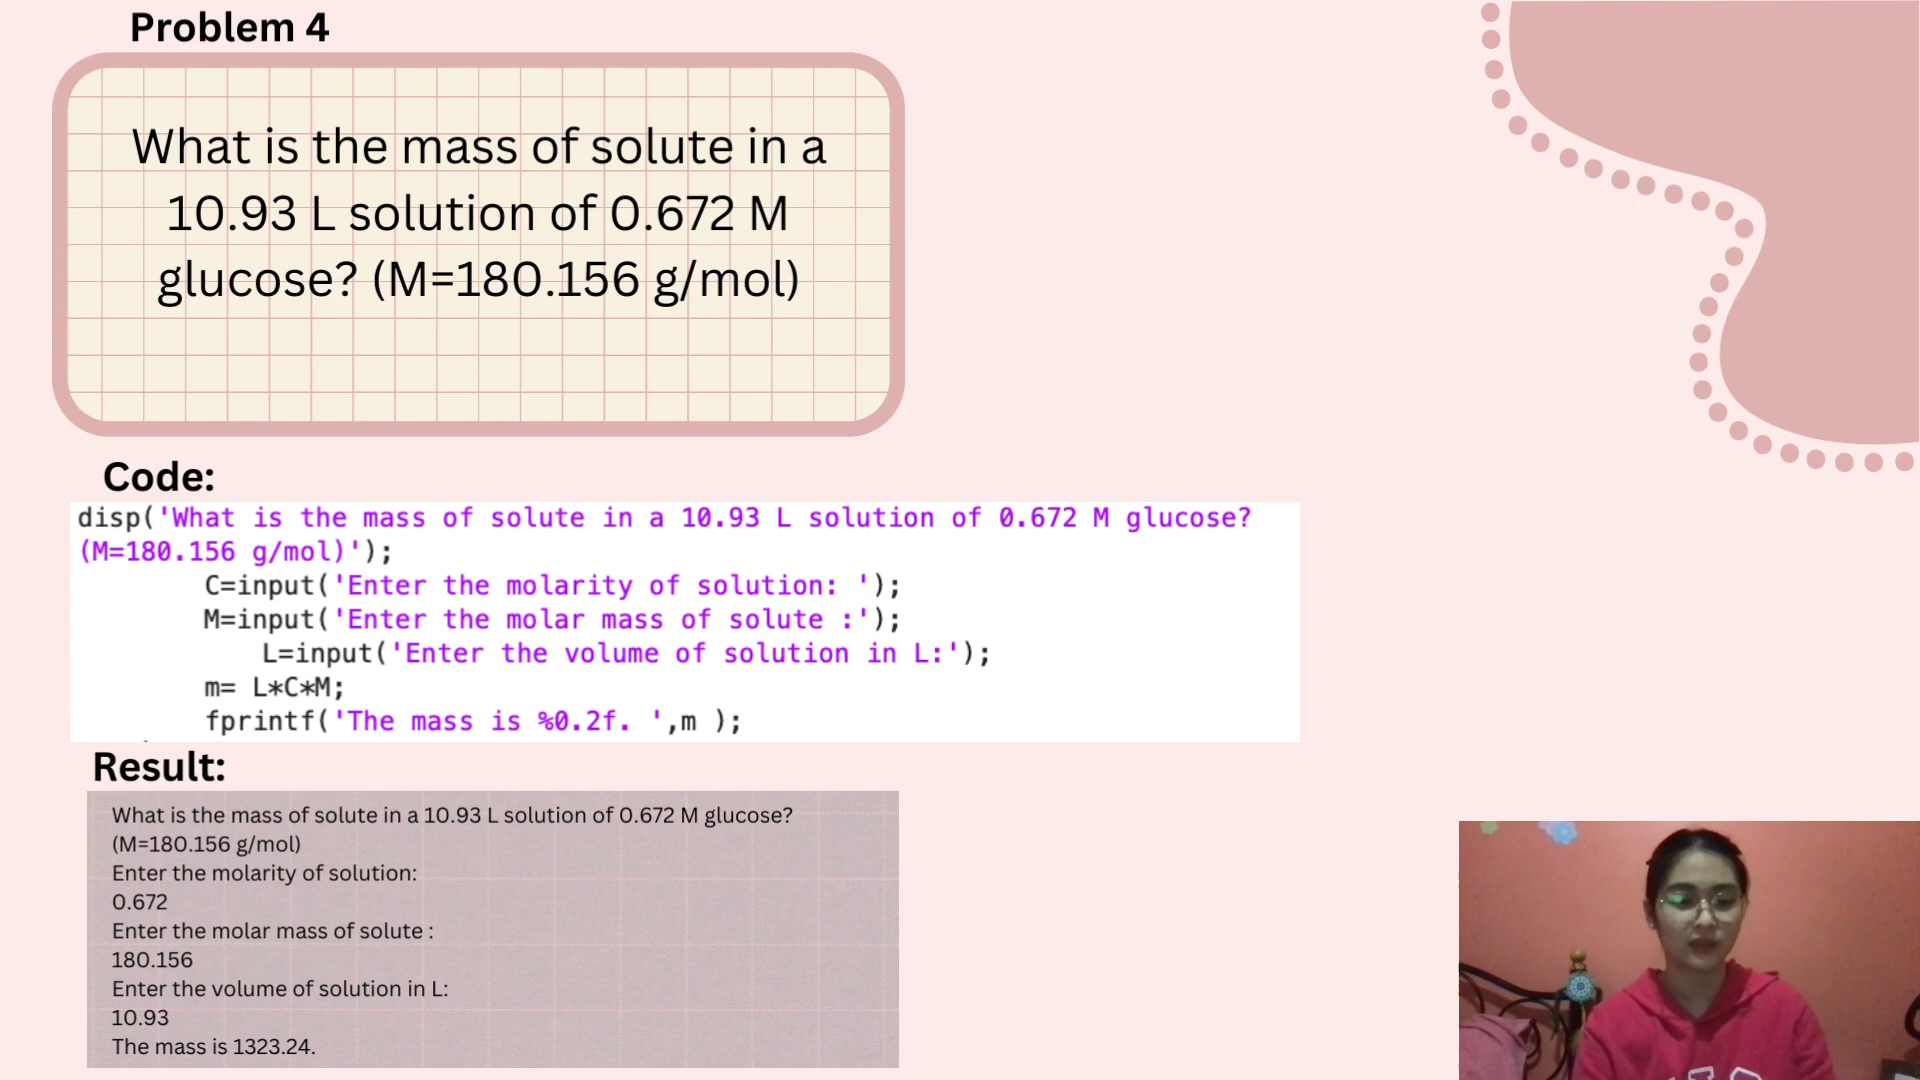 Problem 4
What is the mass of solute in a
10.93 L solution of 0.672 M
glucose? (M=180.156 g/mol)
Code:
disp('What is the mass of solute in a 10.93 L solution of 0.672 M glucose?
(M=180.156 g/mol)');
C=input('Enter the molarity of solution: ');
M=input('Enter the molar mass of solute :');
L=input('Enter the volume of solution in L:');
m= L*C*M;
fprintf('The mass is %0.2f. ',m );
Result:
What is the mass of solute in a 10.93 L solution of 0.672 M glucose?
(M=180.156 g/mol)
Enter the molarity of solution:
0.672
Enter the molar mass of solute :
180.156
Enter the volume of solution in L:
10.93
The mass is 1323.24.